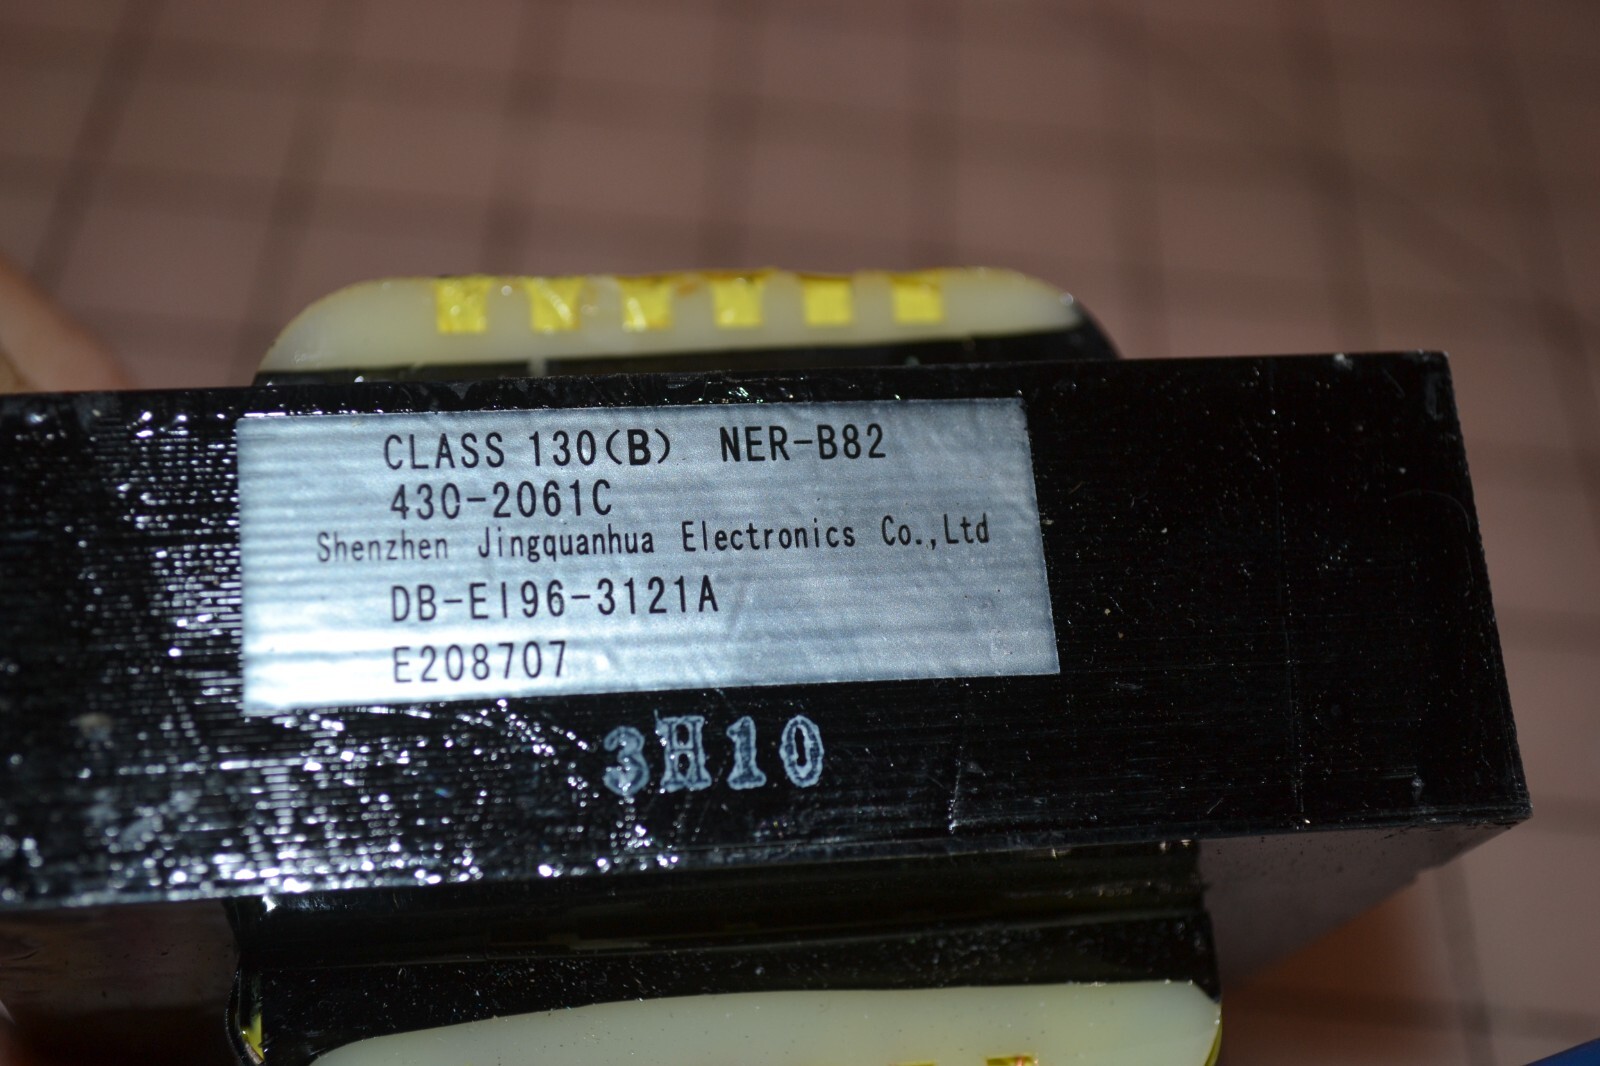 CLASS 130(B) NER-B82
430-2061C
Shenzhen Jingquanhua Electronics Co.,Ltd
DB-EI96-3121A
E208707
3H10